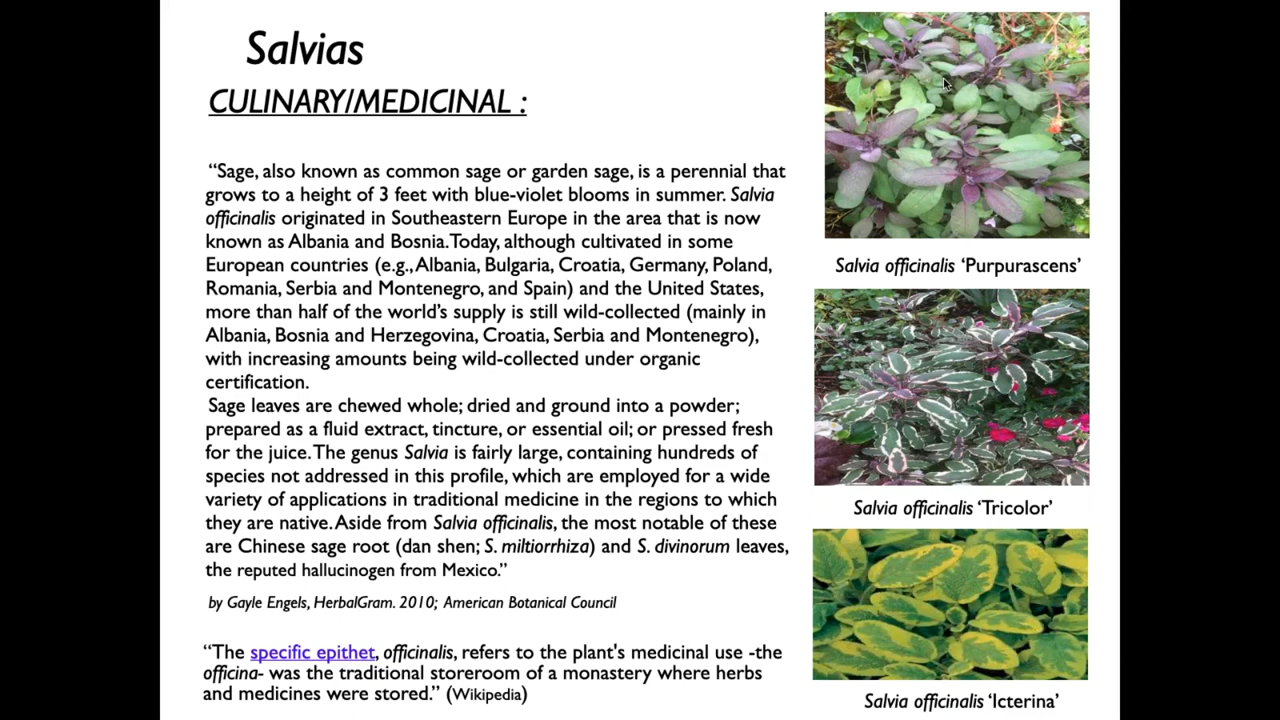 Salvias
CULINARY/MEDICINAL :
“Sage, also known as common sage or garden sage, is a perennial that
grows to a height of 3 feet with blue-violet blooms in summer. Salvia
officinalis originated in Southeastern Europe in the area that is now
known as Albania and Bosnia. Today, although cultivated in some
European countries (e.g., Albania, Bulgaria, Croatia, Germany, Poland,
Romania, Serbia and Montenegro, and Spain) and the United States,
more than half of the world’s supply is still wild-collected (mainly in
Albania, Bosnia and Herzegovina, Croatia, Serbia and Montenegro),
with increasing amounts being wild-collected under organic
certification.
Sage leaves are chewed whole; dried and ground into a powder;
prepared as a fluid extract, tincture, or essential oil; or pressed fresh
for the juice. The genus Salvia is fairly large, containing hundreds of
species not addressed in this profile, which are employed for a wide
variety of applications in traditional medicine in the regions to which
they are native. Aside from Salvia officinalis, the most notable of these
are Chinese sage root (dan shen; S. miltiorrhiza) and S. divinorum leaves,
the reputed hallucinogen from Mexico.”
by Gayle Engels, HerbalGram. 2010; American Botanical Council
“The specific epithet, officinalis, refers to the plant's medicinal use -the
officina- was the traditional storeroom of a monastery where herbs
and medicines were stored.” (Wikipedia)
Salvia officinalis ‘Purpurascens’
Salvia officinalis ‘Tricolor’
Salvia officinalis ‘Icterina’